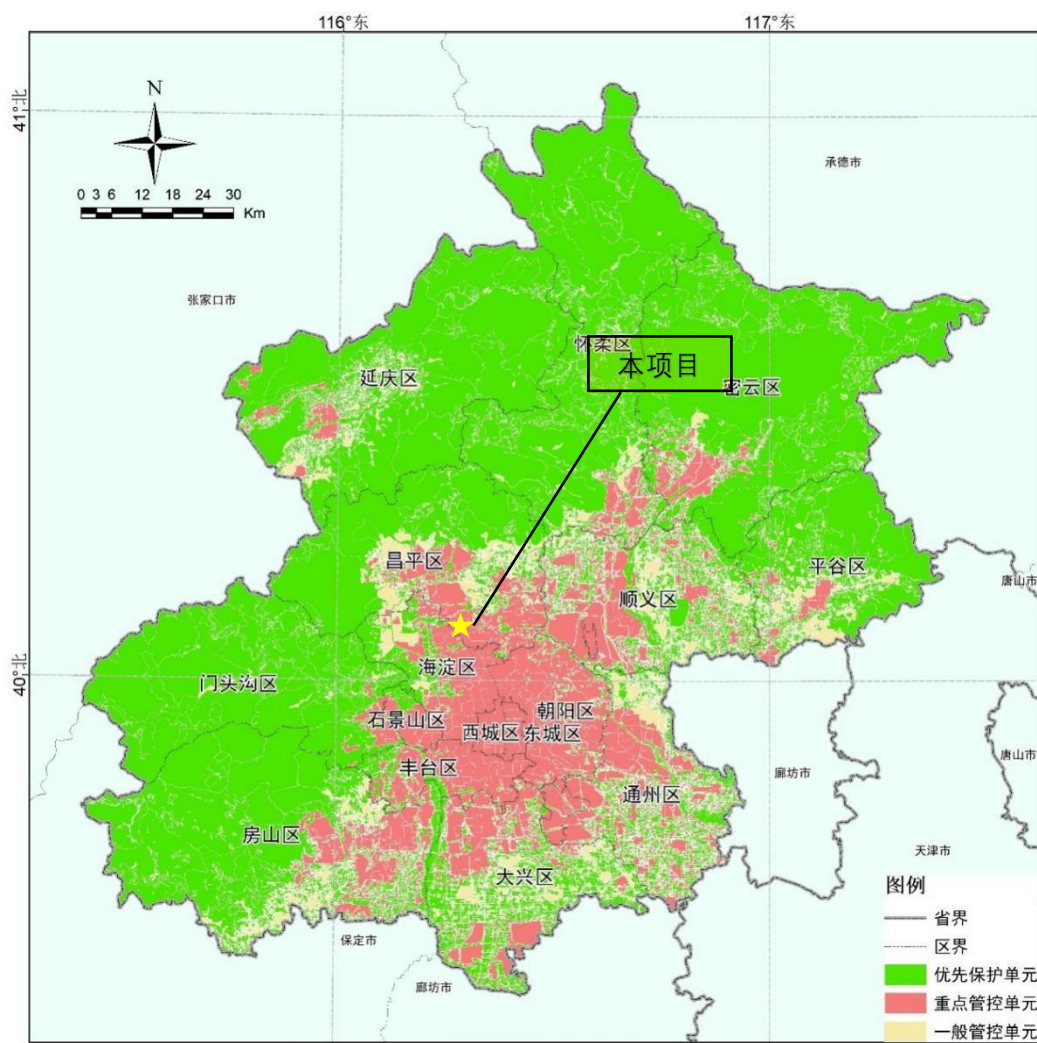 116°东
117°东
N
41°北
承德市
0 3 6 12 18 24 30
Km
张家口市
怀柔区
本项目
延庆区
密云区
昌平区
平谷区
唐山市
顺义区
海淀区
40°北
门头沟区
石景山区
朝阳区
西城区
东城区
丰台区
唐山市
廊坊市
通州区
房山区
天津市
大兴区
图例
省界
保定市
区界
优先保护单元
廊坊市
重点管控单元
一般管控单元